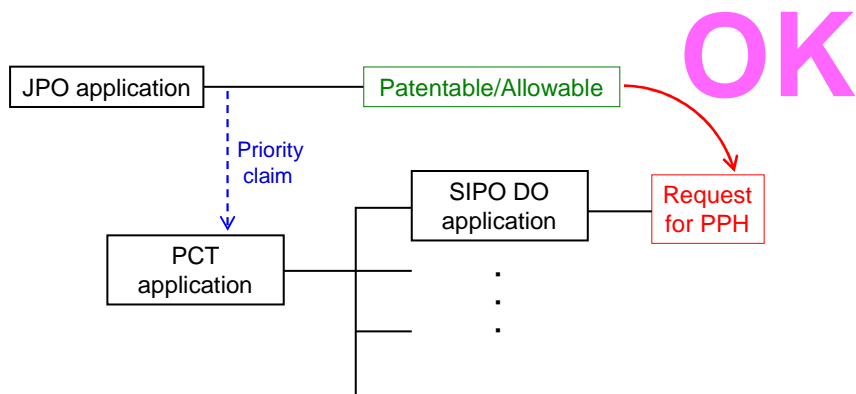 OK
JPO application
Patentable/Allowable
Priority
claim
SIPO DO
application
Request
for PPH
PCT
application